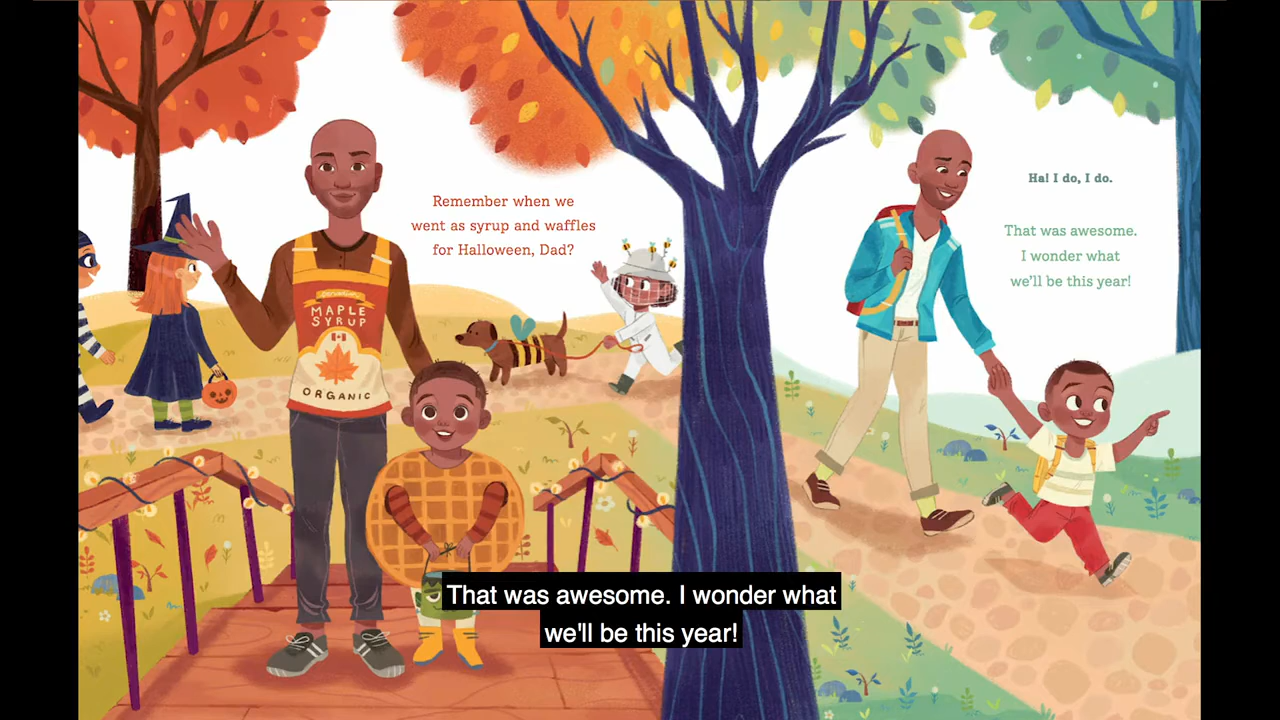 Remember when we
went as syrup and waffles
for Halloween, Dad?
MAPLE
SYRUP
ORGANIC
Ha! I do, I do.
That was awesome.
I wonder what
we'll be this year!
That was awesome. I wonder what
we'll be this year!